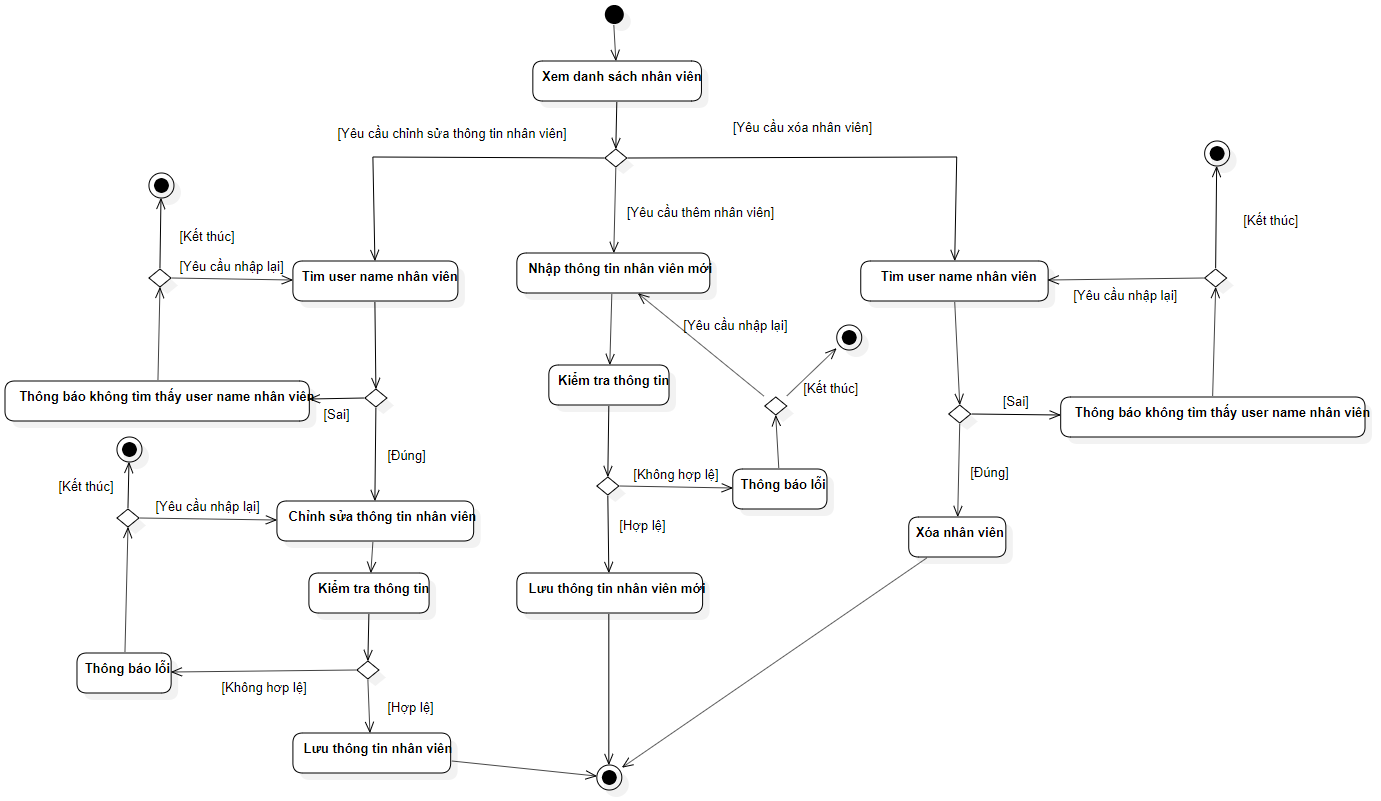 Xem danh sách nhân viên
[Yêu cầu chỉnh sửa thông tin nhân viên]
[Yêu cầu xóa nhân viên]
[Yêu cầu thêm nhân viên]
[Kết thúc]
[Kết thúc]
[Yêu cầu nhập lại]
Tìm user name nhân viên
Nhập thông tin nhân viên mới
Tìm user name nhân viên
[Yêu cầu nhập lại]
[Yêu cầu nhập lại]
Kiểm tra thông tin
[Kết thúc]
Thông báo không tìm thấy user name nhân viên
[Sai]
[Sai]
Thông báo không tìm thấy user name nhân viên
[Đúng]
[Không hợp lệ]
Thông báo lỗi
[Đúng]
[Kết thúc]
[Yêu cầu nhập lại]
Chỉnh sửa thông tin nhân viên
[Hợp lệ]
Xóa nhân viên
Kiểm tra thông tin
Lưu thông tin nhân viên mới
Thông báo lỗi
[Không hơp lệ]
[Hợp lệ]
Lưu thông tin nhân viên